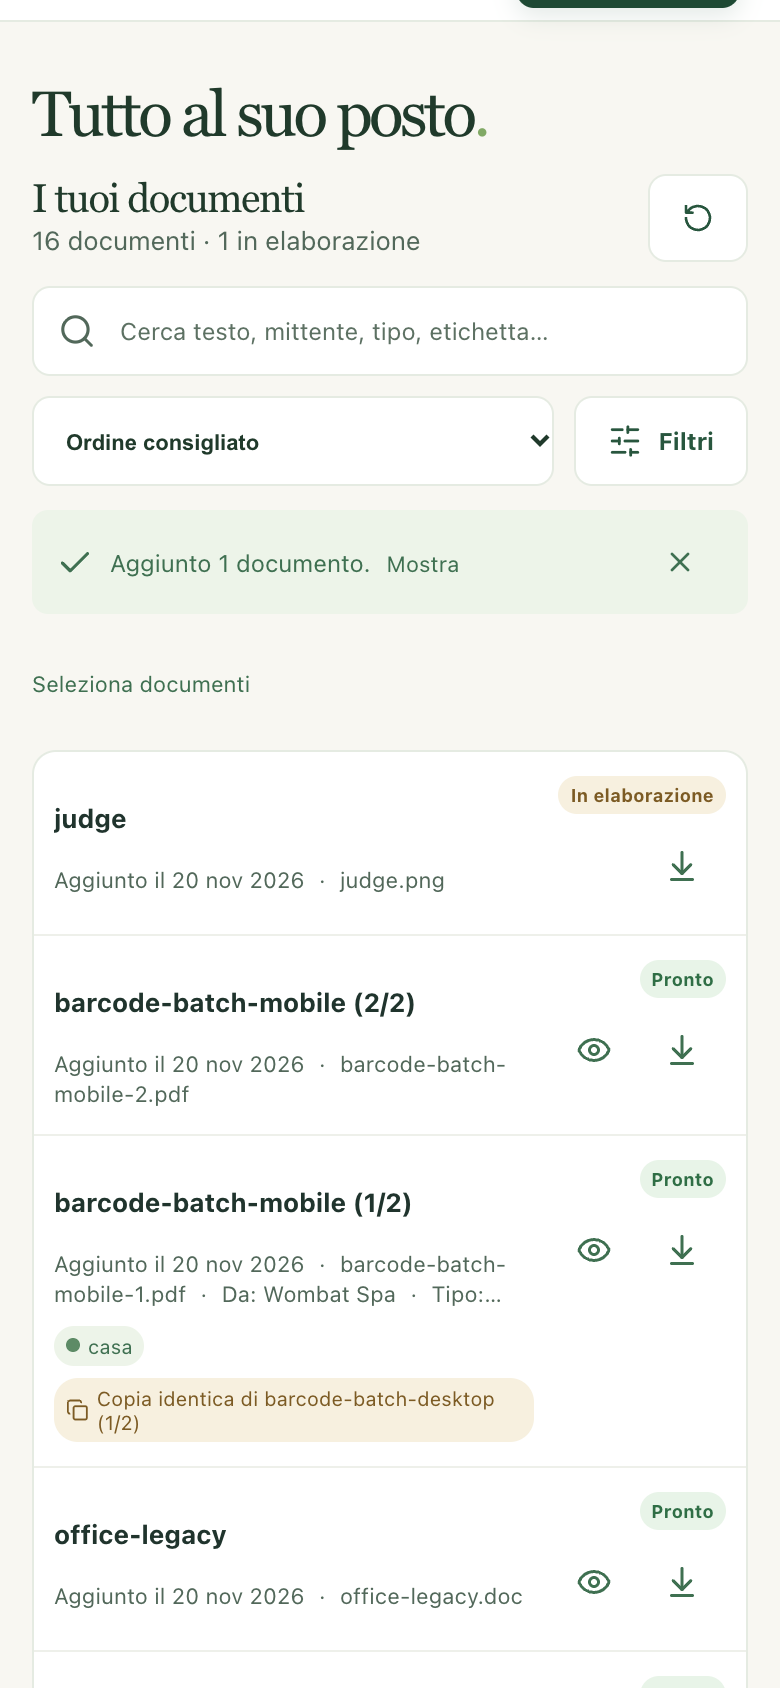 Tutto al suo posto.
I tuoi documenti
16 documenti · 1 in elaborazione
Cerca testo, mittente, tipo, etichetta...
Ordine consigliato
Filtri
Aggiunto 1 documento. Mostra
Seleziona documenti
In elaborazione
judge
Aggiunto il 20 nov 2026 · judge.png
Pronto
barcode-batch-mobile (2/2)
Aggiunto il 20 nov 2026 · barcode-batch-
mobile-2.pdf
Pronto
barcode-batch-mobile (1/2)
Aggiunto il 20 nov 2026 · barcode-batch-
mobile-1.pdf · Da: Wombat Spa · Tipo:...
casa
Copia identica di barcode-batch-desktop
(1/2)
Pronto
office-legacy
Aggiunto il 20 nov 2026 · office-legacy.doc